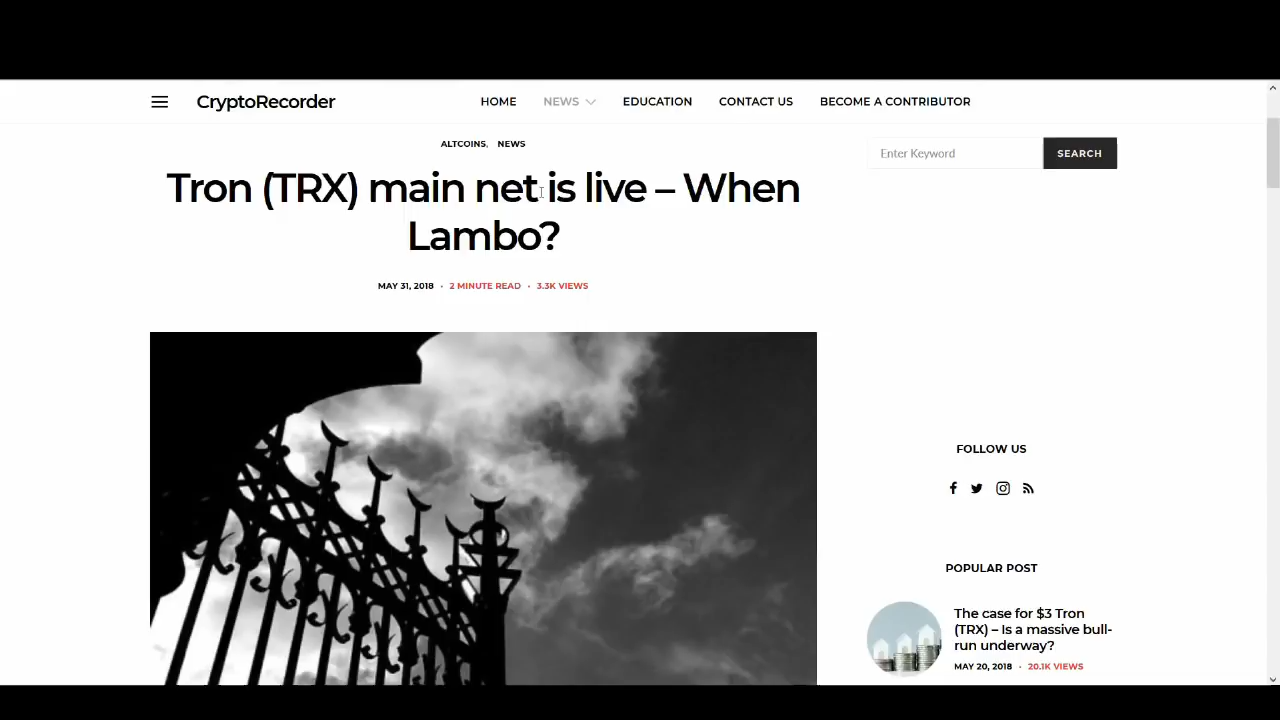 CryptoRecorder
HOME
NEWS
EDUCATION
CONTACT US
BECOME A CONTRIBUTOR
ALTCOINS, NEWS
Enter Keyword
SEARCH
Tron (TRX) main net is live – When
Lambo?
MAY 31, 2018 • 2 MINUTE READ • 3.3K VIEWS
FOLLOW US
POPULAR POST
The case for $3 Tron
(TRX) – Is a massive bull-
run underway?
MAY 20, 2018 • 20.1K VIEWS